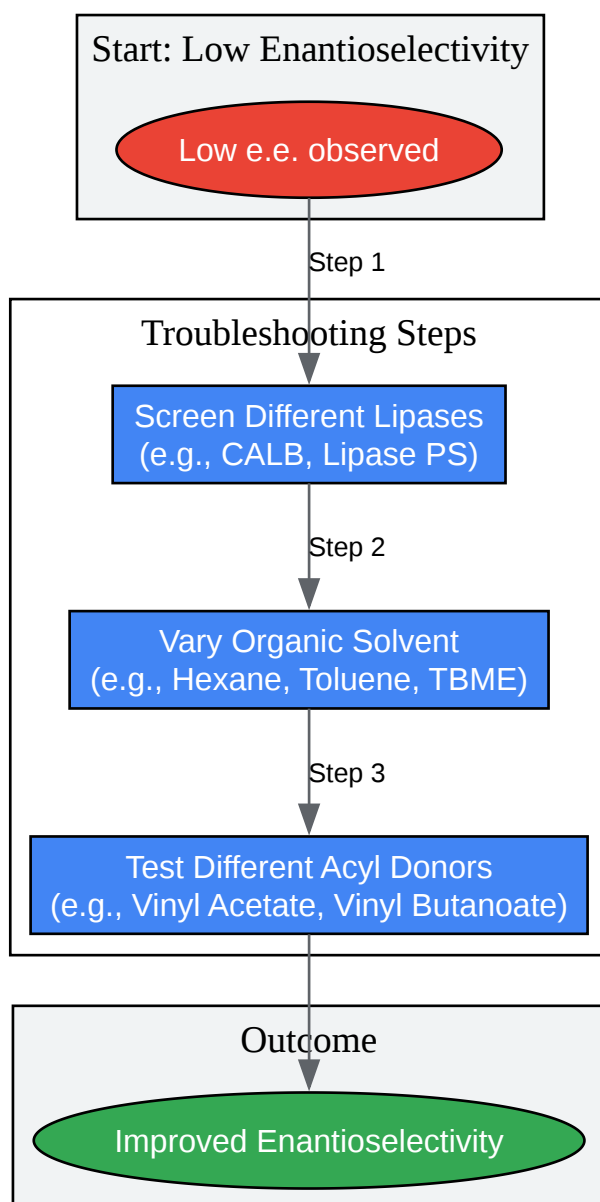 Start: Low Enantioselectivity
Low e.e. observed
Step 1
Troubleshooting Steps
Screen Different Lipases
(e.g., CALB, Lipase PS)
Step 2
Vary Organic Solvent
(e.g., Hexane, Toluene, TBME)
Step 3
Test Different Acyl Donors
(e.g., Vinyl Acetate, Vinyl Butanoate)
Outcome
Improved Enantioselectivity